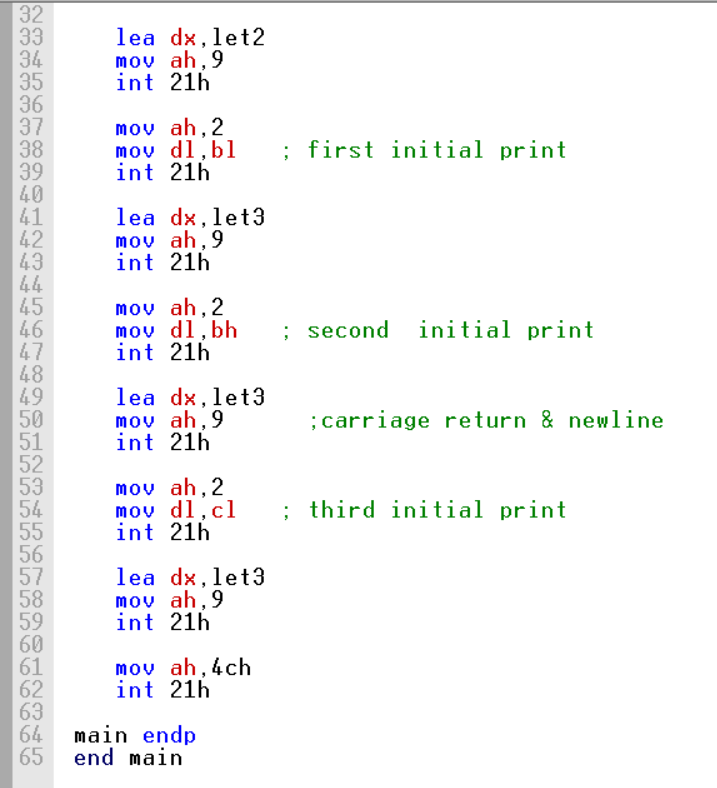 32
33 lea dx,let2
34 mov ah,9
35 int 21h
36
37 mov ah,2
38 mov dl,bl ; first initial print
39 int 21h
40
41 lea dx,let3
42 mov ah,9
43 int 21h
44
45 mov ah,2
46 mov dl,bh ; second  initial print
47 int 21h
48
49 lea dx,let3
50 mov ah,9 ;carriage return & newline
51 int 21h
52
53 mov ah,2
54 mov dl,cl ; third initial print
55 int 21h
56
57 lea dx,let3
58 mov ah,9
59 int 21h
60
61 mov ah,4ch
62 int 21h
63
64 main endp
65 end main